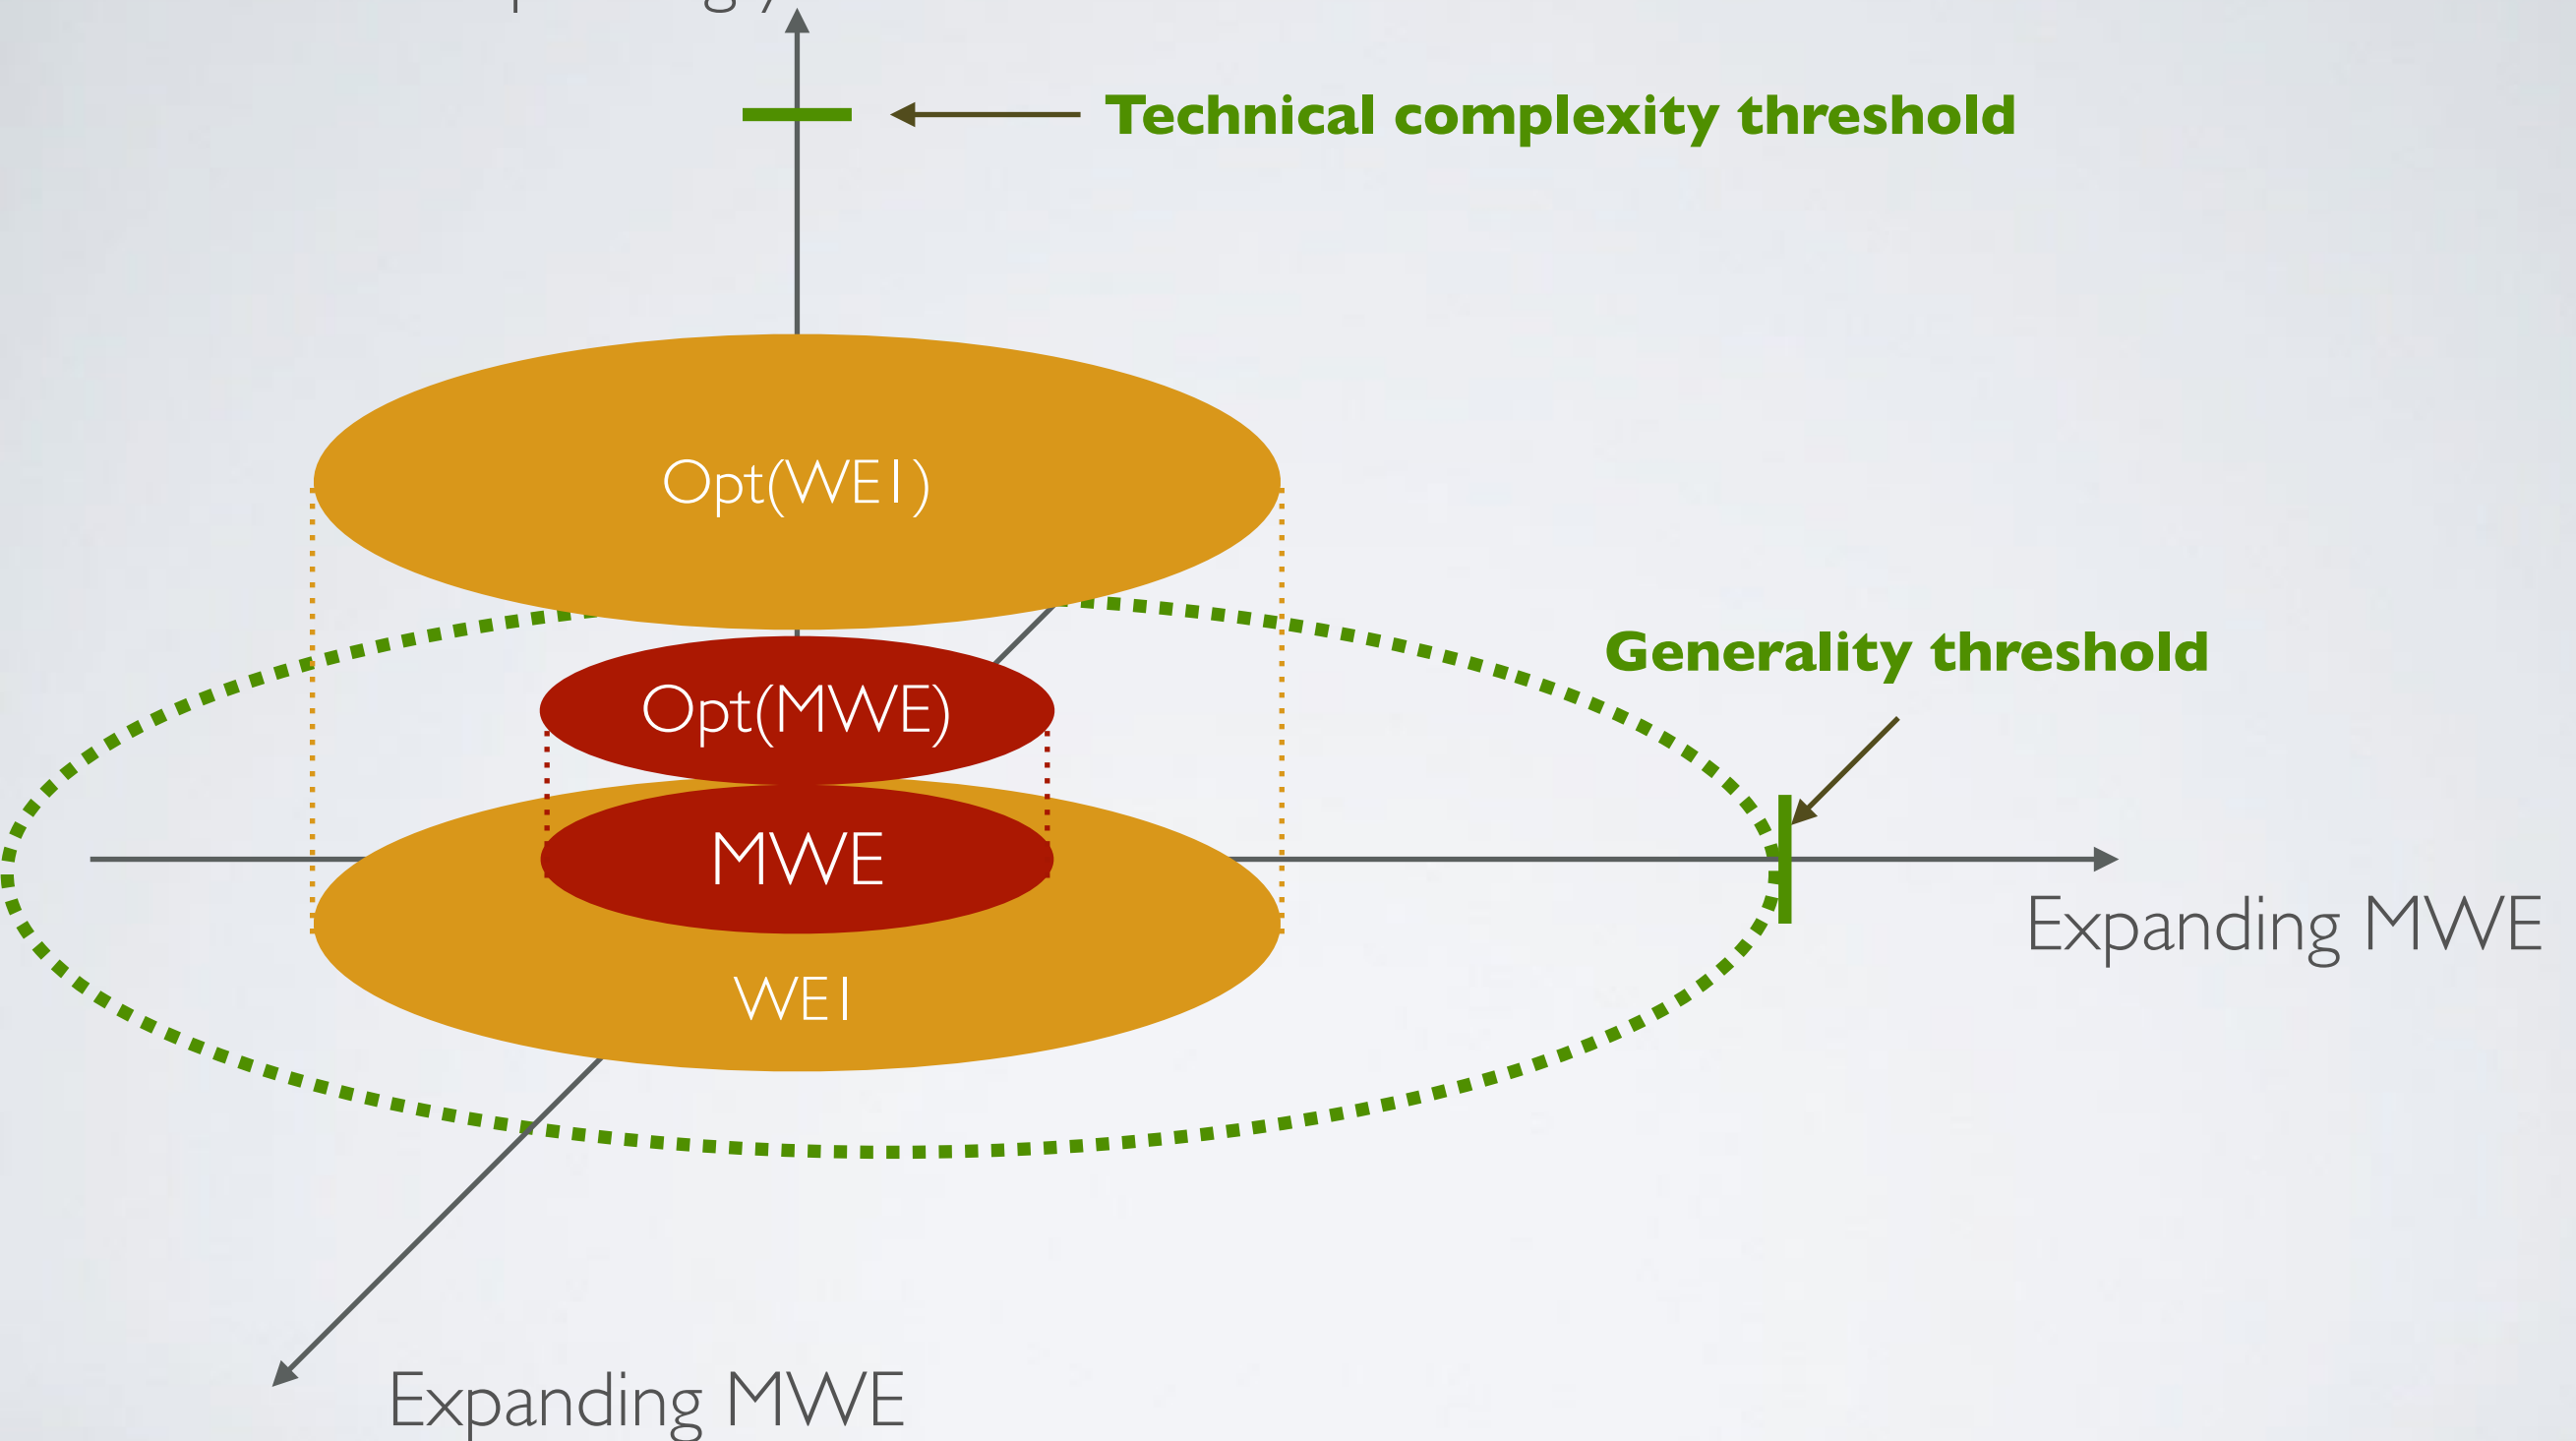 Technical complexity threshold
Opt(WE1)
Generality threshold
Opt(MWE)
MWE
Expanding MWE
WE1
Expanding MWE